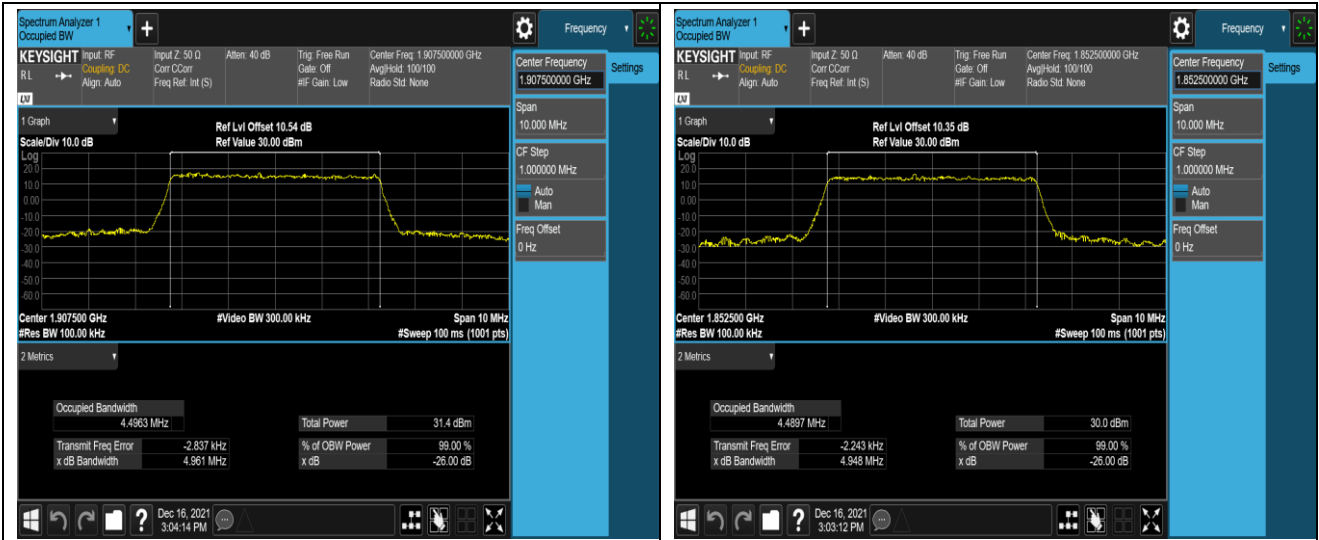 Spectrum Analyzer 1
Occupied BW
Frequency
KEYSIGHT
RL
Input: RF
Coupling: DC
Align: Auto
Input Z: 50 Ω
Corr CCorr
Freq Ref: Int (S)
Atten: 40 dB
Trig: Free Run
Gate: Off
#IF Gain: Low
Center Freq: 1.907500000 GHz
Avg|Hold: 100/100
Radio Std: None
Center Frequency
1.907500000 GHz
Settings
Span
10.000 MHz
CF Step
1.000000 MHz
Auto
Man
Freq Offset
0 Hz
1 Graph
Scale/Div 10.0 dB
Ref Lvl Offset 10.54 dB
Ref Value 30.00 dBm
Log
20.0
10.0
0.00
-10.0
-20.0
-30.0
-40.0
-50.0
-60.0
Center 1.907500 GHz
#Video BW 300.00 kHz
Span 10 MHz
#Res BW 100.00 kHz
#Sweep 100 ms (1001 pts)
2 Metrics
Occupied Bandwidth
4.4963 MHz
Total Power
31.4 dBm
Transmit Freq Error
-2.837 kHz
% of OBW Power
99.00 %
x dB Bandwidth
4.961 MHz
x dB
-26.00 dB
?
Dec 16, 2021
3:04:14 PM
Spectrum Analyzer 1
Occupied BW
Frequency
KEYSIGHT
RL
Input: RF
Coupling: DC
Align: Auto
Input Z: 50 Ω
Corr CCorr
Freq Ref: Int (S)
Atten: 40 dB
Trig: Free Run
Gate: Off
#IF Gain: Low
Center Freq: 1.852500000 GHz
Avg|Hold: 100/100
Radio Std: None
Center Frequency
1.852500000 GHz
Settings
Span
10.000 MHz
CF Step
1.000000 MHz
Auto
Man
Freq Offset
0 Hz
1 Graph
Scale/Div 10.0 dB
Ref Lvl Offset 10.35 dB
Ref Value 30.00 dBm
Log
20.0
10.0
0.00
-10.0
-20.0
-30.0
-40.0
-50.0
-60.0
Center 1.852500 GHz
#Video BW 300.00 kHz
Span 10 MHz
#Res BW 100.00 kHz
#Sweep 100 ms (1001 pts)
2 Metrics
Occupied Bandwidth
4.4897 MHz
Total Power
30.0 dBm
Transmit Freq Error
-2.243 kHz
% of OBW Power
99.00 %
x dB Bandwidth
4.948 MHz
x dB
-26.00 dB
?
Dec 16, 2021
3:03:12 PM